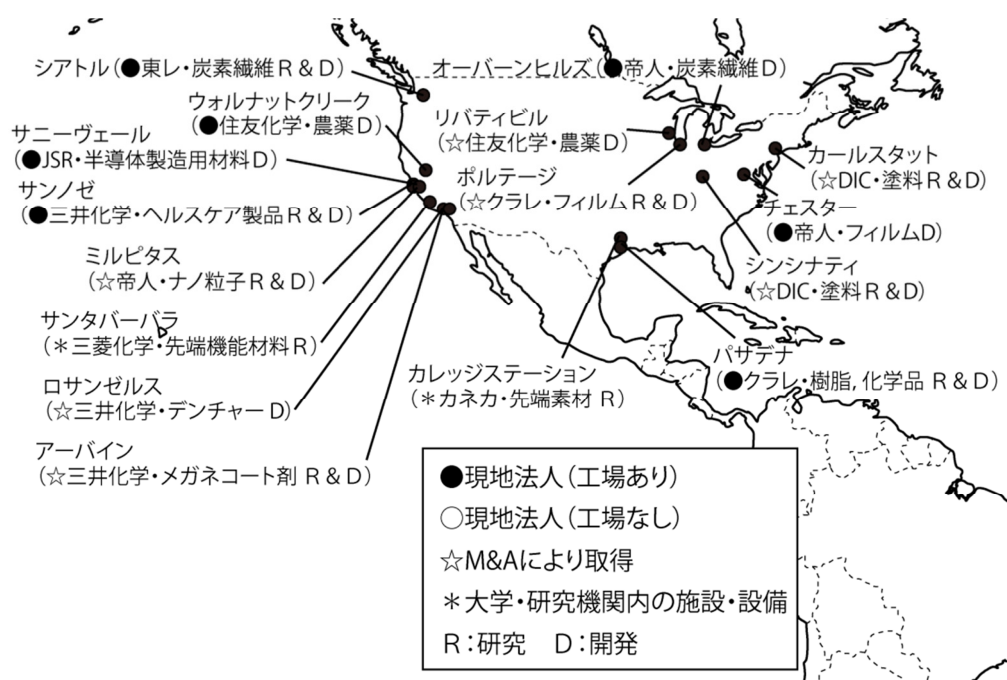 シアトル(●東レ・炭素繊維R&D)
オーバーンヒルズ(●帝人・炭素繊維D)
ウォルナットクリーク
(●住友化学・農薬D)
リバティビル
(☆住友化学・農薬D)
サニーヴェール
(●JSR・半導体製造用材料D)
カールスタット
(☆DIC・塗料R&D)
サンノゼ
(●三井化学・ヘルスケア製品R&D)
ポルテージ
(☆クラレ・フィルムR&D)
チェスター
(●帝人・フィルムD)
ミルピタス
(☆帝人・ナノ粒子R&D)
シンシナティ
(☆DIC・塗料R&D)
サンタバーバラ
(*三菱化学・先端機能材料R)
パサデナ
(●クラレ・樹脂,化学品 R&D)
カレッジステーション
(*カネカ・先端素材 R)
ロサンゼルス
(☆三井化学・デンチャーD)
アーバイン
(☆三井化学・メガネコート剤 R&D)
●現地法人(工場あり)
○現地法人(工場なし)
☆M&Aにより取得
*大学・研究機関内の施設・設備
R:研究 D:開発